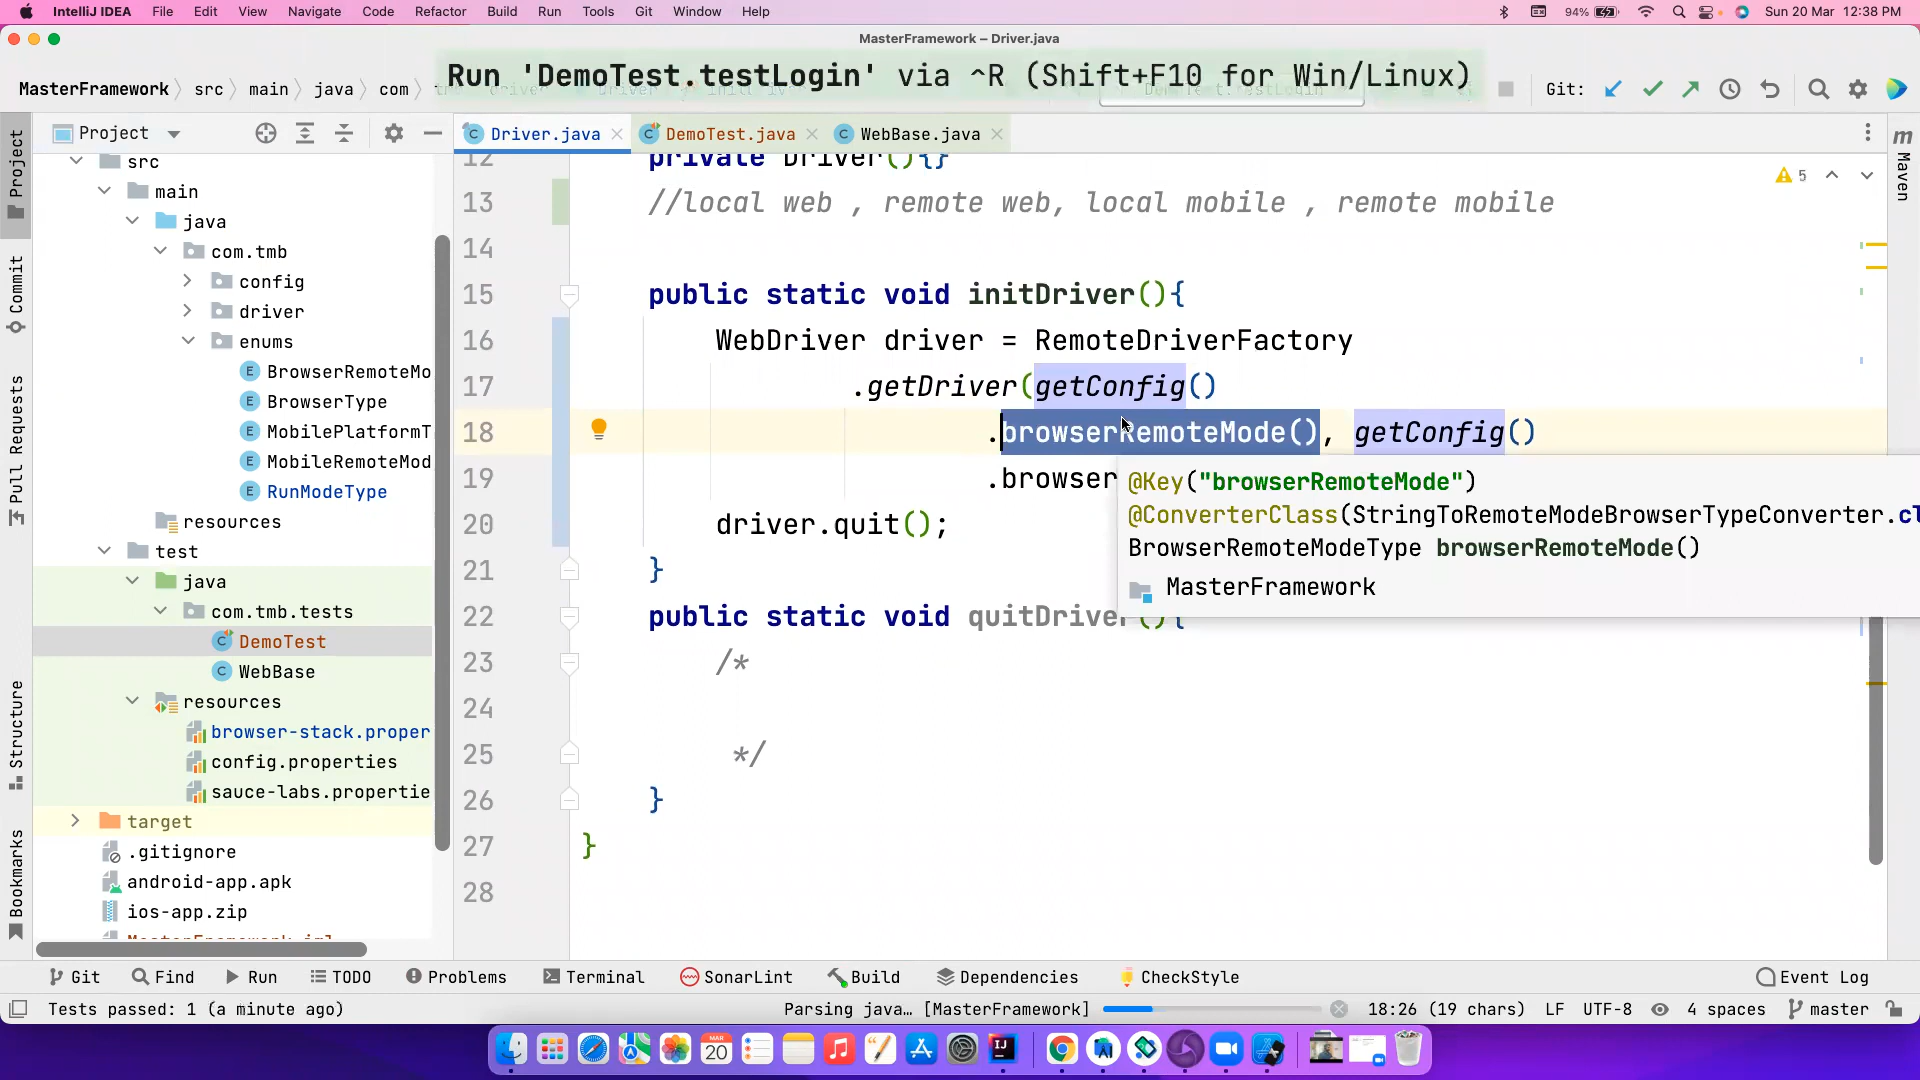 IntelliJ IDEA File Edit View Navigate Code Refactor Build Run Tools Git Window Help 94% Sun 20 Mar 12:38 PM
MasterFramework – Driver.java
Run 'DemoTest.testLogin' via ^R (Shift+F10 for Win/Linux)
MasterFramework src main java com
Git:
Project
Driver.java
DemoTest.java
WebBase.java
src
main
java
com.tmb
config
driver
enums
BrowserRemoteMo
BrowserType
MobilePlatformT
MobileRemoteMod
RunModeType
resources
test
java
com.tmb.tests
DemoTest
WebBase
resources
browser-stack.proper
config.properties
sauce-labs.propertie
target
.gitignore
android-app.apk
ios-app.zip
MasterFramework.iml
Project
Commit
Pull Requests
Structure
Bookmarks
5
m
Maven
12 private Driver(){}
13 //local web , remote web, local mobile , remote mobile
14
15 public static void initDriver(){
16 WebDriver driver = RemoteDriverFactory
17 .getDriver(getConfig()
18 .browserRemoteMode(), getConfig()
19 .browser
20 driver.quit();
21 }
22 public static void quitDriver(){
23 /*
24
25 */
26 }
27 }
28
@Key("browserRemoteMode")
@ConverterClass(StringToRemoteModeBrowserTypeConverter.cl
BrowserRemoteModeType browserRemoteMode()
MasterFramework
Git Find Run TODO Problems Terminal SonarLint Build Dependencies CheckStyle Event Log
Tests passed: 1 (a minute ago) Parsing java… [MasterFramework] 18:26 (19 chars) LF UTF-8 4 spaces master
MAR
20
IJ